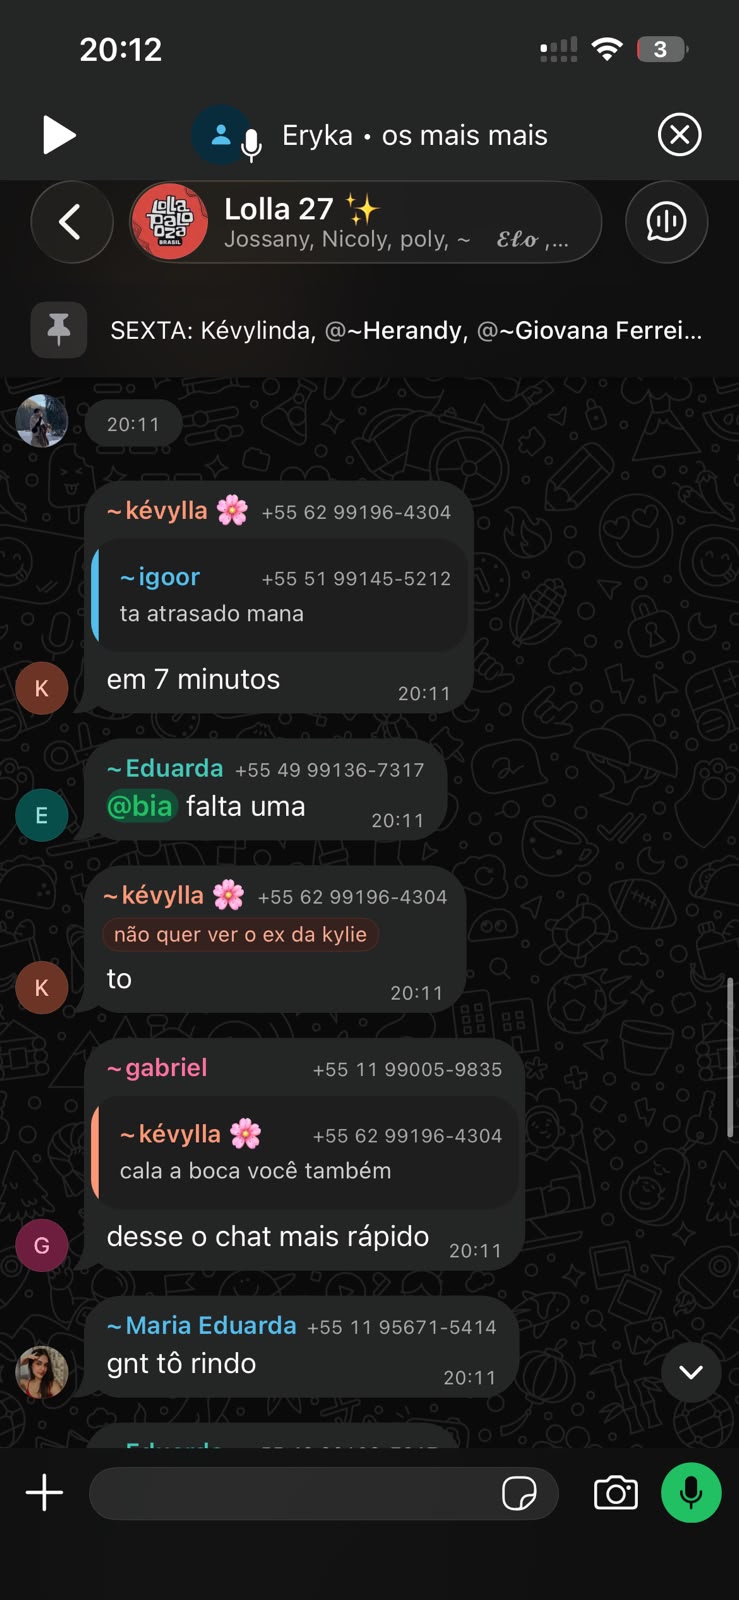 20:12
3
Eryka • os mais mais
Lolla 27 ✨
LOLLA
PALO
OZA
BRASIL
Jossany, Nicoly, poly, ~ 𝓔𝓵𝓸 ,...
SEXTA: Kévylinda, @~Herandy, @~Giovana Ferrei...
20:11
~kévylla 🌸 +55 62 99196-4304
~igoor +55 51 99145-5212
ta atrasado mana
em 7 minutos
20:11
K
~Eduarda +55 49 99136-7317
@bia falta uma
20:11
E
~kévylla 🌸 +55 62 99196-4304
não quer ver o ex da kylie
to
20:11
K
~gabriel +55 11 99005-9835
~kévylla 🌸 +55 62 99196-4304
cala a boca você também
desse o chat mais rápido
20:11
G
~Maria Eduarda +55 11 95671-5414
gnt tô rindo
20:11